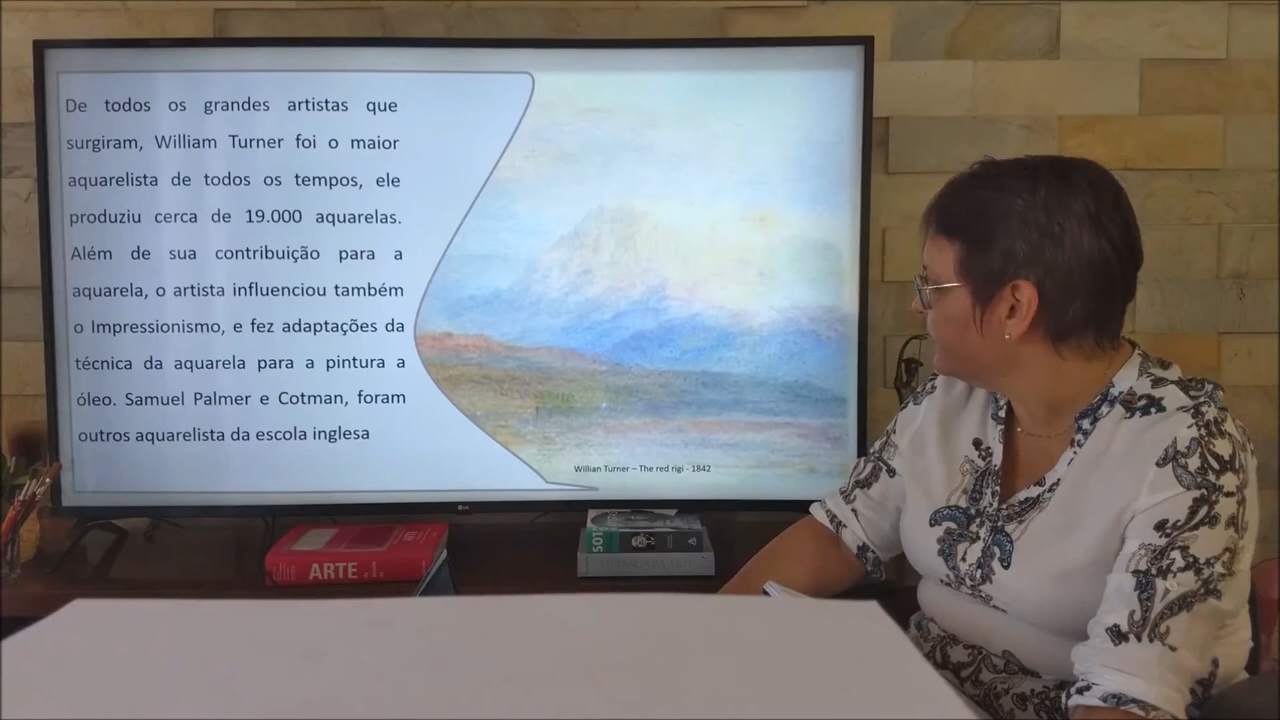 De todos os grandes artistas que
surgiram, William Turner foi o maior
aquarelista de todos os tempos, ele
produziu cerca de 19.000 aquarelas.
Além de sua contribuição para a
aquarela, o artista influenciou também
o Impressionismo, e fez adaptações da
técnica da aquarela para a pintura a
óleo. Samuel Palmer e Cotman, foram
outros aquarelista da escola inglesa
Willian Turner – The red rigi - 1842
LG
ARTE
501